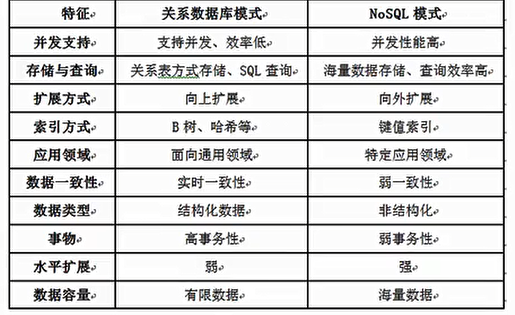 特征 关系数据库模式 NoSQL 模式
并发支持 支持并发、效率低 并发性能高
存储与查询 关系表方式存储、SQL 查询 海量数据存储、查询效率高
扩展方式 向上扩展 向外扩展
索引方式 B 树、哈希等 键值索引
应用领域 面向通用领域 特定应用领域
数据一致性 实时一致性 弱一致性
数据类型 结构化数据 非结构化
事物 高事务性 弱事务性
水平扩展 弱 强
数据容量 有限数据 海量数据